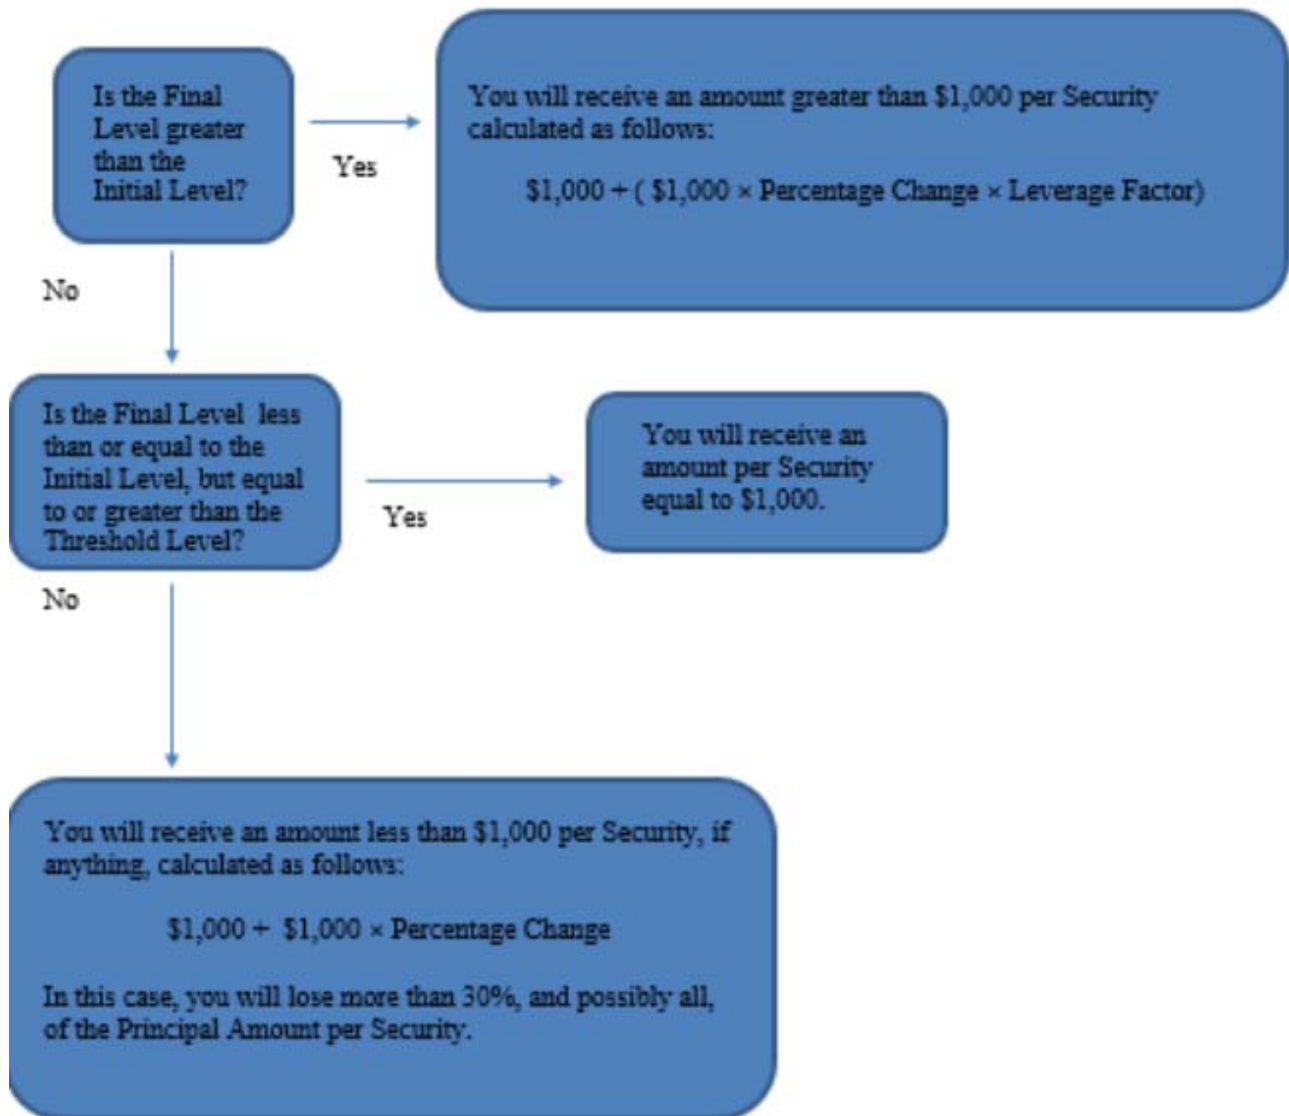 Is the Final
Level greater
than the
Initial Level?
Yes
You will receive an amount greater than $1,000 per Security
calculated as follows:
$1,000 + ( $1,000 × Percentage Change × Leverage Factor)
No
Is the Final Level less
than or equal to the
Initial Level, but equal
to or greater than the
Threshold Level?
Yes
You will receive an
amount per Security
equal to $1,000.
No
You will receive an amount less than $1,000 per Security, if
anything, calculated as follows:
$1,000 + $1,000 × Percentage Change
In this case, you will lose more than 30%, and possibly all,
of the Principal Amount per Security.